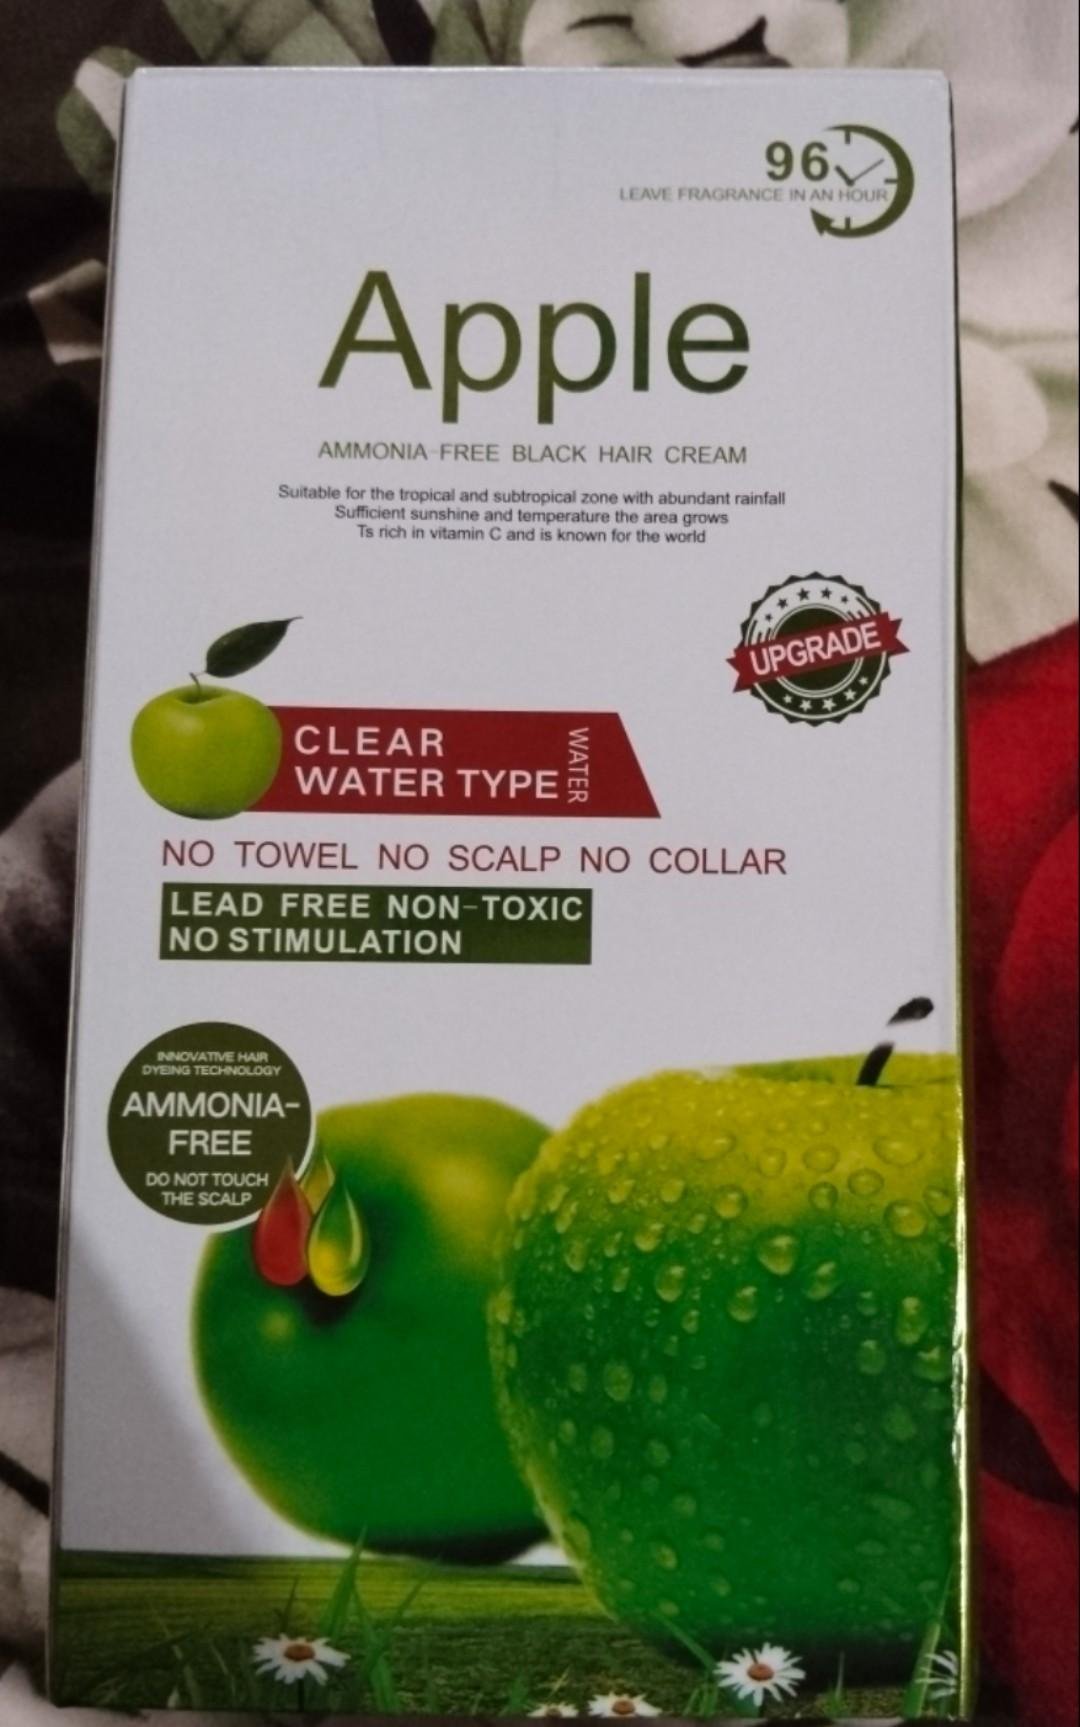 96
LEAVE FRAGRANCE IN AN HOUR
Apple
AMMONIA-FREE BLACK HAIR CREAM
Suitable for the tropical and subtropical zone with abundant rainfall
Sufficient sunshine and temperature the area grows
Ts rich in vitamin C and is known for the world
UPGRADE
CLEAR
WATER TYPE WATER
NO TOWEL NO SCALP NO COLLAR
LEAD FREE NON-TOXIC
NO STIMULATION
INNOVATIVE HAIR
DYEING TECHNOLOGY
AMMONIA-
FREE
DO NOT TOUCH
THE SCALP